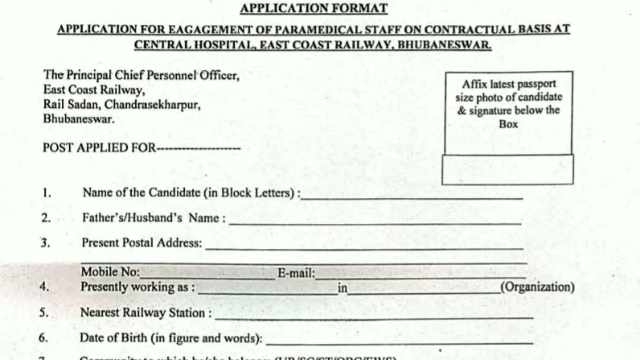 APPLICATION FORMAT
APPLICATION FOR EAGAGEMENT OF PARAMEDICAL STAFF ON CONTRACTUAL BASIS AT
CENTRAL HOSPITAL, EAST COAST RAILWAY, BHUBANESWAR.
The Principal Chief Personnel Officer,
East Coast Railway,
Rail Sadan, Chandrasekharpur,
Bhubaneswar.
Affix latest passport
size photo of candidate
& signature below the
Box
POST APPLIED FOR---------------------
1. Name of the Candidate (in Block Letters) :
2. Father's/Husband's Name :
3. Present Postal Address:
Mobile No: E-mail:
4. Presently working as : in (Organization)
5. Nearest Railway Station :
6. Date of Birth (in figure and words):